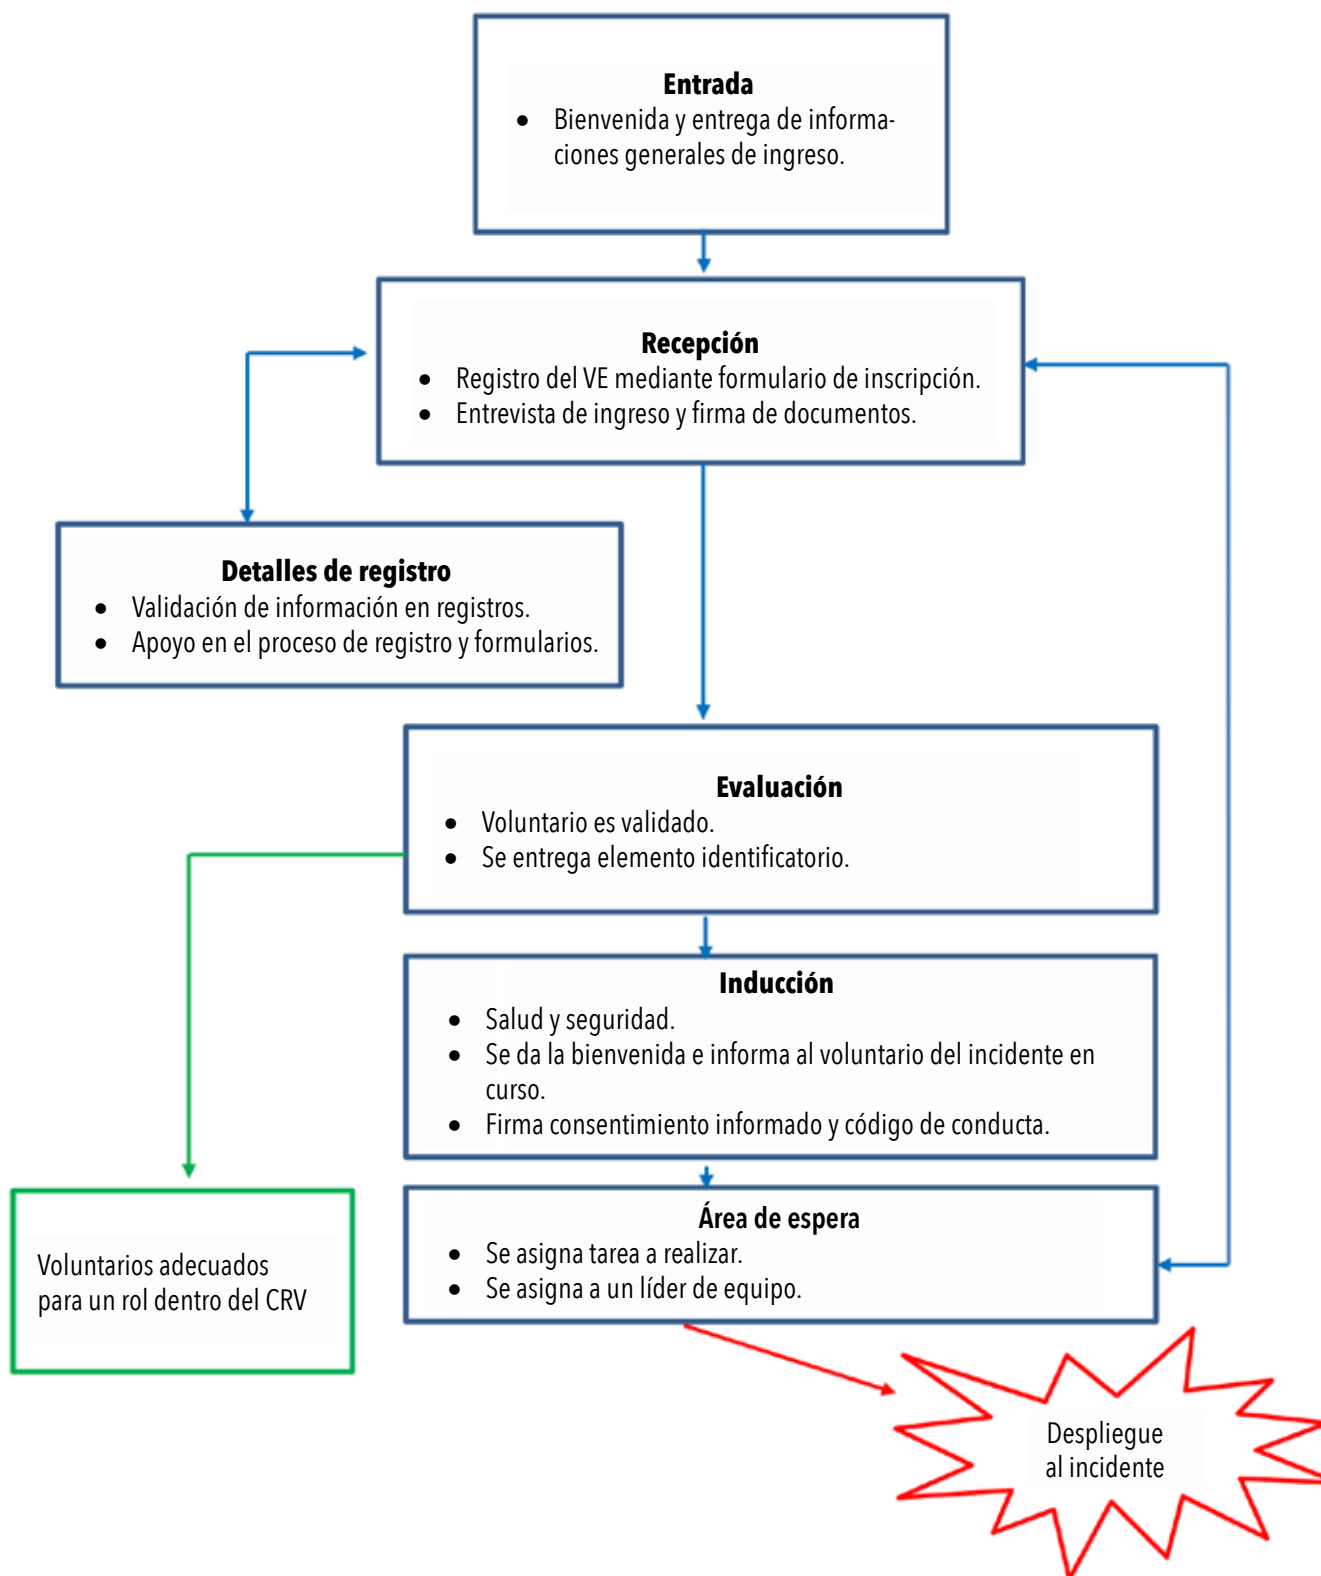 Entrada
• Bienvenida y entrega de informa-
ciones generales de ingreso.
Recepción
• Registro del VE mediante formulario de inscripción.
• Entrevista de ingreso y firma de documentos.
Detalles de registro
• Validación de información en registros.
• Apoyo en el proceso de registro y formularios.
Evaluación
• Voluntario es validado.
• Se entrega elemento identificatorio.
Inducción
• Salud y seguridad.
• Se da la bienvenida e informa al voluntario del incidente en
curso.
• Firma consentimiento informado y código de conducta.
Área de espera
• Se asigna tarea a realizar.
• Se asigna a un líder de equipo.
Voluntarios adecuados
para un rol dentro del CRV
Despliegue
al incidente